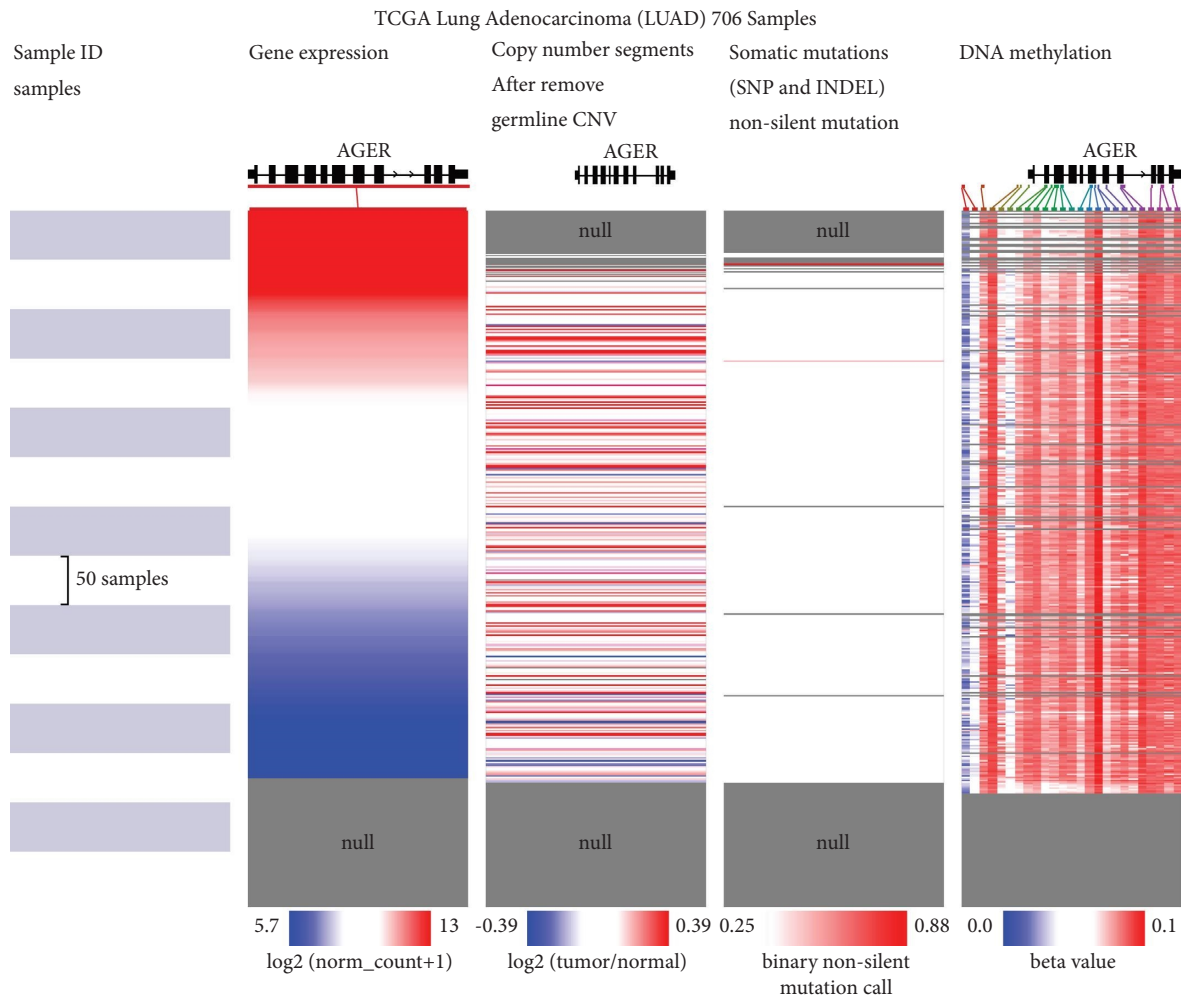 TCGA Lung Adenocarcinoma (LUAD) 706 Samples
Sample ID
samples
Gene expression
Copy number segments
After remove
germline CNV
Somatic mutations
(SNP and INDEL)
non-silent mutation
DNA methylation
AGER
AGER
AGER
null
null
50 samples
null
null
null
5.7
13
log2 (norm_count+1)
-0.39
0.39
log2 (tumor/normal)
0.25
0.88
binary non-silent
mutation call
0.0
0.1
beta value